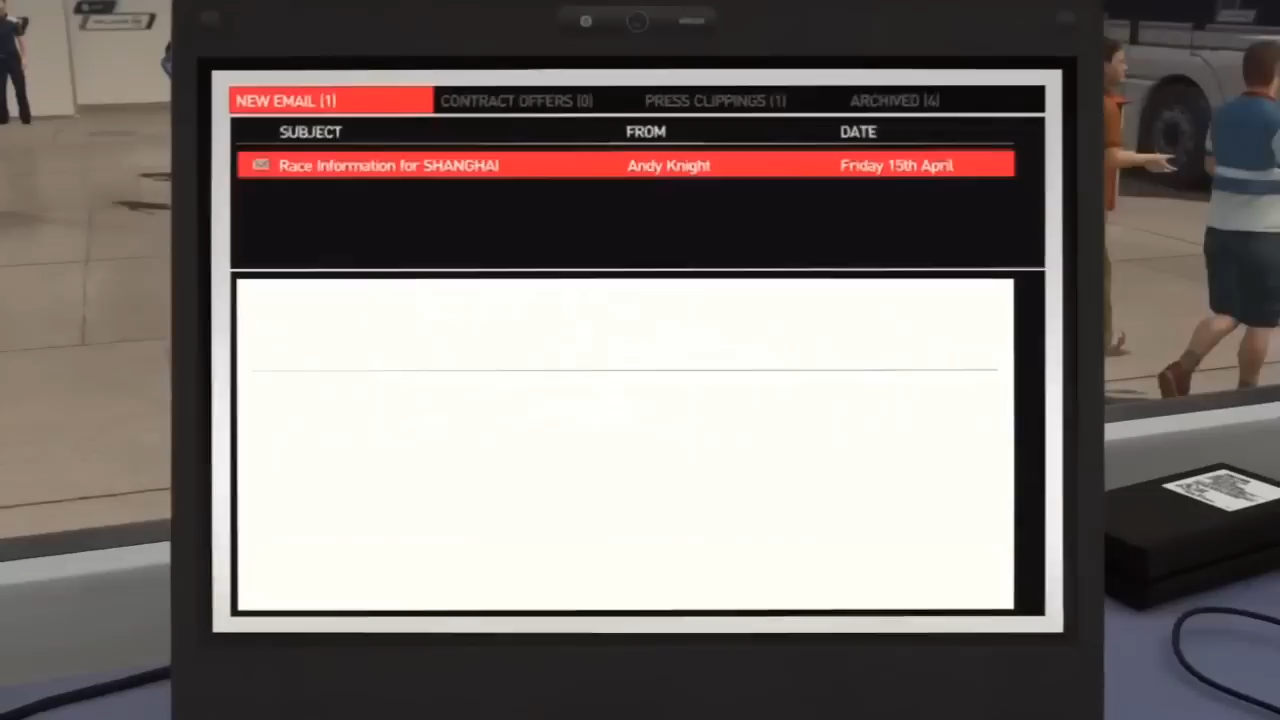 NEW EMAIL (1) CONTRACT OFFERS (0) PRESS CLIPPINGS (1) ARCHIVED (4)
SUBJECT FROM DATE
Race Information for SHANGHAI Andy Knight Friday 15th April